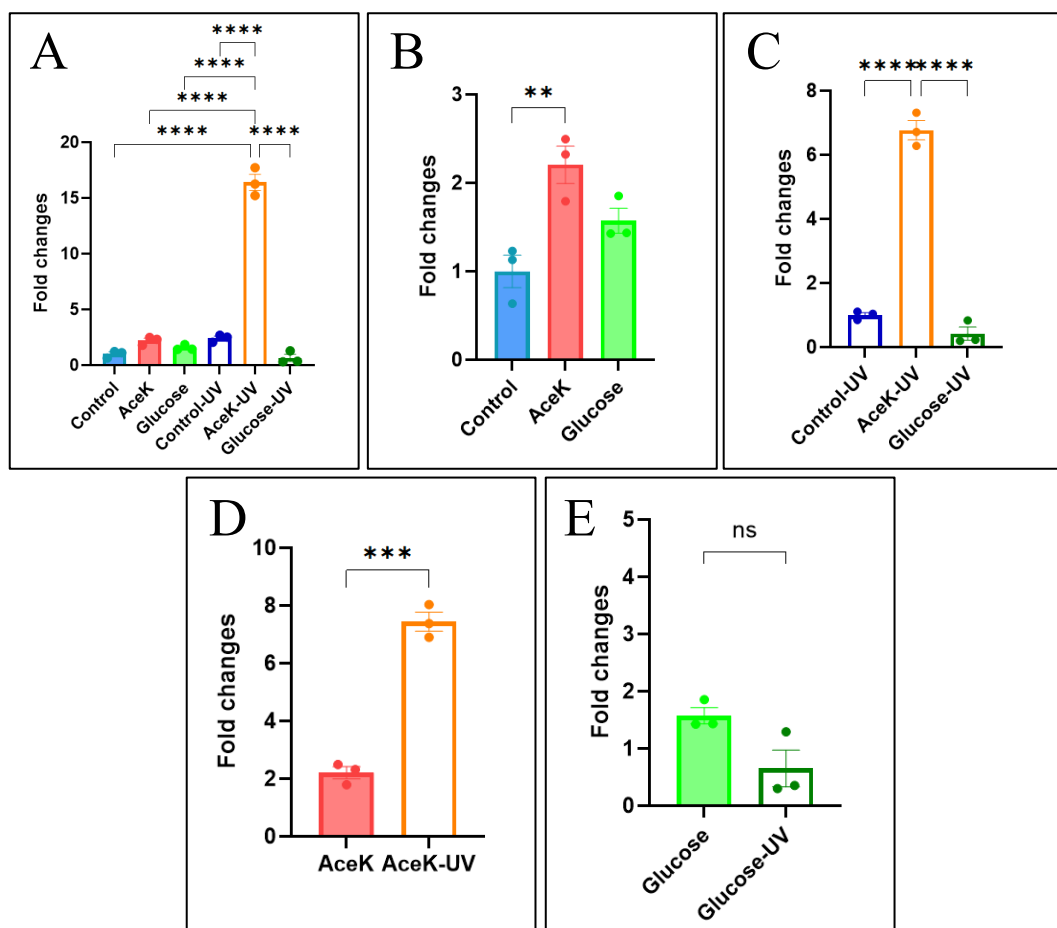 A
****
****
****
**** ****
Fold changes
20
15
10
5
0
Control
AceK
Glucose
Control-UV
AceK-UV
Glucose-UV
B
**
Fold changes
3
2
1
0
Control
AceK
Glucose
C
**** ****
Fold changes
8
6
4
2
0
Control-UV
AceK-UV
Glucose-UV
D
***
Fold changes
10
8
6
4
2
0
AceK AceK-UV
E
ns
Fold changes
5
4
3
2
1
0
Glucose
Glucose-UV